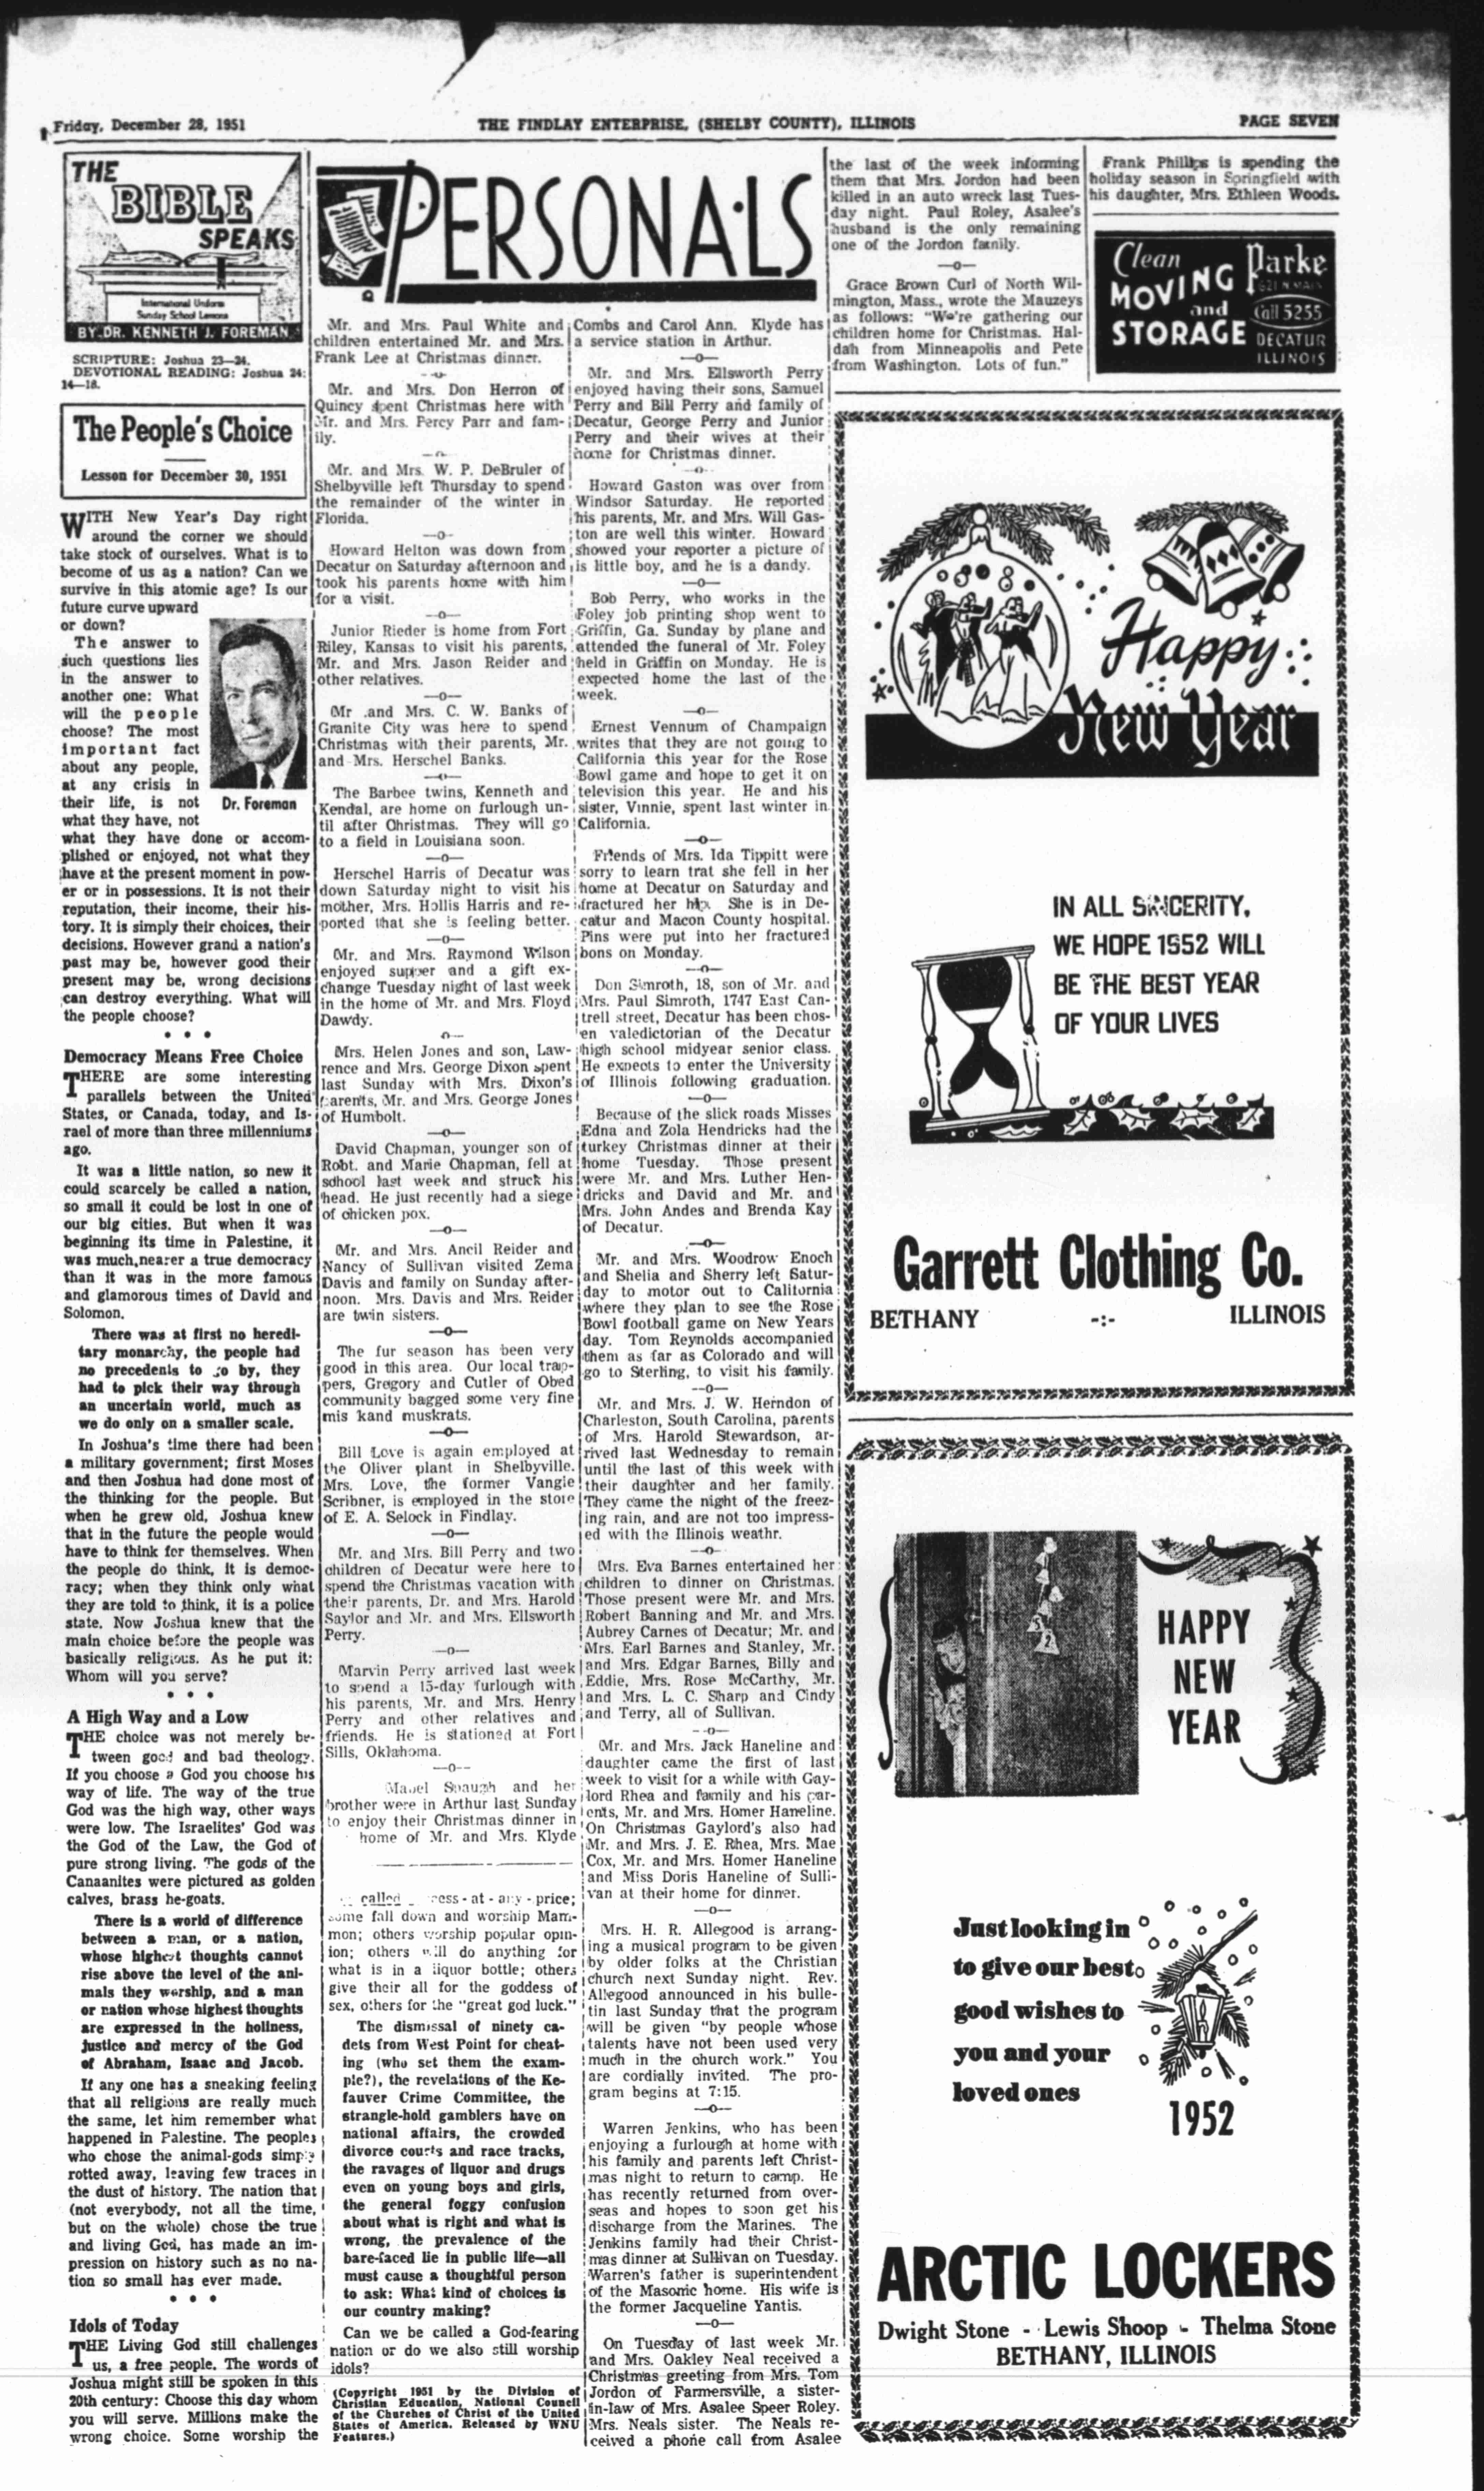 Friday, December 28, 1951
THE FINDLAY ENTERPRISE, (SHELBY COUNTY), ILLINOIS
PAGE SEVEN
THE
BIBLE
SPEAKS
International Uniform
Sunday School Lessons
BY DR. KENNETH J. FOREMAN
SCRIPTURE: Joshua 23—24.
DEVOTIONAL READING: Joshua 24:
14—18.
The People's Choice
Lesson for December 30, 1951
WITH New Year's Day right
around the corner we should
take stock of ourselves. What is to
become of us as a nation? Can we
survive in this atomic age? Is our
future curve upward
or down?
The answer to
such questions lies
in the answer to
another one: What
will the people
choose? The most
important fact
about any people,
at any crisis in
their life, is not
what they have, not
Dr. Foreman
what they have done or accom-
plished or enjoyed, not what they
have at the present moment in pow-
er or in possessions. It is not their
reputation, their income, their his-
tory. It is simply their choices, their
decisions. However grand a nation's
past may be, however good their
present may be, wrong decisions
can destroy everything. What will
the people choose?
• • •
Democracy Means Free Choice
THERE are some interesting
parallels between the United
States, or Canada, today, and Is-
rael of more than three millenniums
ago.
It was a little nation, so new it
could scarcely be called a nation,
so small it could be lost in one of
our big cities. But when it was
beginning its time in Palestine, it
was much nearer a true democracy
than it was in the more famous
and glamorous times of David and
Solomon.
There was at first no heredi-
tary monarchy, the people had
no precedents to go by, they
had to pick their way through
an uncertain world, much as
we do only on a smaller scale.
In Joshua's time there had been
a military government; first Moses
and then Joshua had done most of
the thinking for the people. But
when he grew old, Joshua knew
that in the future the people would
have to think for themselves. When
the people do think, it is democ-
racy; when they think only what
they are told to think, it is a police
state. Now Joshua knew that the
main choice before the people was
basically religious. As he put it:
Whom will you serve?
• • •
A High Way and a Low
THE choice was not merely be-
tween good and bad theology.
If you choose a God you choose his
way of life. The way of the true
God was the high way, other ways
were low. The Israelites' God was
the God of the Law, the God of
pure strong living. The gods of the
Canaanites were pictured as golden
calves, brass he-goats.
There is a world of difference
between a man, or a nation,
whose highest thoughts cannot
rise above the level of the ani-
mals they worship, and a man
or nation whose highest thoughts
are expressed in the holiness,
justice and mercy of the God
of Abraham, Isaac and Jacob.
If any one has a sneaking feeling
that all religions are really much
the same, let him remember what
happened in Palestine. The peoples
who chose the animal-gods simply
rotted away, leaving few traces in
the dust of history. The nation that
(not everybody, not all the time,
but on the whole) chose the true
and living God, has made an im-
pression on history such as no na-
tion so small has ever made.
• • •
Idols of Today
THE Living God still challenges
us, a free people. The words of
Joshua might still be spoken in this
20th century: Choose this day whom
you will serve. Millions make the
wrong choice. Some worship the
PERSONALS
Mr. and Mrs. Paul White and
children entertained Mr. and Mrs.
Frank Lee at Christmas dinner.
—o—
Mr. and Mrs. Don Herron of
Quincy spent Christmas here with
Mr. and Mrs. Percy Parr and fam-
ily.
—o—
Mr. and Mrs. W. P. DeBruler of
Shelbyville left Thursday to spend
the remainder of the winter in
Florida.
—o—
Howard Helton was down from
Decatur on Saturday afternoon and
took his parents home with him
for a visit.
—o—
Junior Rieder is home from Fort
Riley, Kansas to visit his parents,
Mr. and Mrs. Jason Reider and
other relatives.
—o—
Mr .and Mrs. C. W. Banks of
Granite City was here to spend
Christmas with their parents, Mr.
and Mrs. Herschel Banks.
—o—
The Barbee twins, Kenneth and
Kendal, are home on furlough un-
til after Christmas. They will go
to a field in Louisiana soon.
—o—
Herschel Harris of Decatur was
down Saturday night to visit his
mother, Mrs. Hollis Harris and re-
ported that she is feeling better.
—o—
Mr. and Mrs. Raymond Wilson
enjoyed supper and a gift ex-
change Tuesday night of last week
in the home of Mr. and Mrs. Floyd
Dawdy.
o—
Mrs. Helen Jones and son, Law-
rence and Mrs. George Dixon spent
last Sunday with Mrs. Dixon's
parents, Mr. and Mrs. George Jones
of Humbolt.
—o—
David Chapman, younger son of
Robt. and Marie Chapman, fell at
school last week and struck his
head. He just recently had a siege
of chicken pox.
—o—
Mr. and Mrs. Ancil Reider and
Nancy of Sullivan visited Zema
Davis and family on Sunday after-
noon. Mrs. Davis and Mrs. Reider
are twin sisters.
—o—
The fur season has been very
good in this area. Our local trap-
pers, Gregory and Cutler of Obed
community bagged some very fine
mis kand muskrats.
—o—
Bill Love is again employed at
the Oliver plant in Shelbyville.
Mrs. Love, the former Vangie
Scribner, is employed in the store
of E. A. Selock in Findlay.
—o—
Mr. and Mrs. Bill Perry and two
children of Decatur were here to
spend the Christmas vacation with
their parents, Dr. and Mrs. Harold
Saylor and Mr. and Mrs. Ellsworth
Perry.
—o—
Marvin Perry arrived last week
to spend a 15-day furlough with
his parents, Mr. and Mrs. Henry
Perry and other relatives and
friends. He is stationed at Fort
Sills, Oklahoma.
—o—
Mabel Spaugh and her
brother were in Arthur last Sunday
to enjoy their Christmas dinner in
home of Mr. and Mrs. Klyde
called ess - at - any - price;
some fall down and worship Mam-
mon; others worship popular opin-
ion; others will do anything for
what is in a liquor bottle; others
give their all for the goddess of
sex, others for the "great god luck."
The dismissal of ninety ca-
dets from West Point for cheat-
ing (who set them the exam-
ple?), the revelations of the Ke-
fauver Crime Committee, the
strangle-hold gamblers have on
national affairs, the crowded
divorce courts and race tracks,
the ravages of liquor and drugs
even on young boys and girls,
the general foggy confusion
about what is right and what is
wrong, the prevalence of the
bare-faced lie in public life—all
must cause a thoughtful person
to ask: What kind of choices is
our country making?
Can we be called a God-fearing
nation or do we also still worship
idols?
(Copyright 1951 by the Division of
Christian Education, National Council
of the Churches of Christ of the United
States of America. Released by WNU
Features.)
Combs and Carol Ann. Klyde has
a service station in Arthur.
—o—
Mr. and Mrs. Ellsworth Perry
enjoyed having their sons, Samuel
Perry and Bill Perry and family of
Decatur, George Perry and Junior
Perry and their wives at their
home for Christmas dinner.
—o—
Howard Gaston was over from
Windsor Saturday. He reported
his parents, Mr. and Mrs. Will Gas-
ton are well this winter. Howard
showed your reporter a picture of
is little boy, and he is a dandy.
—o—
Bob Perry, who works in the
Foley job printing shop went to
Griffin, Ga. Sunday by plane and
attended the funeral of Mr. Foley
held in Griffin on Monday. He is
expected home the last of the
week.
—o—
Ernest Vennum of Champaign
writes that they are not going to
California this year for the Rose
Bowl game and hope to get it on
television this year. He and his
sister, Vinnie, spent last winter in
California.
—o—
Friends of Mrs. Ida Tippitt were
sorry to learn trat she fell in her
home at Decatur on Saturday and
fractured her hip. She is in De-
catur and Macon County hospital.
Pins were put into her fractured
bons on Monday.
—o—
Don Simroth, 18, son of Mr. and
Mrs. Paul Simroth, 1747 East Can-
trell street, Decatur has been chos-
en valedictorian of the Decatur
high school midyear senior class.
He expects to enter the University
of Illinois following graduation.
—o—
Because of the slick roads Misses
Edna and Zola Hendricks had the
turkey Christmas dinner at their
home Tuesday. Those present
were Mr. and Mrs. Luther Hen-
dricks and David and Mr. and
Mrs. John Andes and Brenda Kay
of Decatur.
—o—
Mr. and Mrs. Woodrow Enoch
and Shelia and Sherry left Satur-
day to motor out to California
where they plan to see the Rose
Bowl football game on New Years
day. Tom Reynolds accompanied
them as far as Colorado and will
go to Sterling, to visit his family.
—o—
Mr. and Mrs. J. W. Herndon of
Charleston, South Carolina, parents
of Mrs. Harold Stewardson, ar-
rived last Wednesday to remain
until the last of this week with
their daughter and her family.
They came the night of the freez-
ing rain, and are not too impress-
ed with the Illinois weathr.
—o—
Mrs. Eva Barnes entertained her
children to dinner on Christmas.
Those present were Mr. and Mrs.
Robert Banning and Mr. and Mrs.
Aubrey Carnes of Decatur; Mr. and
Mrs. Earl Barnes and Stanley, Mr.
and Mrs. Edgar Barnes, Billy and
Eddie, Mrs. Rose McCarthy, Mr.
and Mrs. L. C. Sharp and Cindy
and Terry, all of Sullivan.
—o—
Mr. and Mrs. Jack Haneline and
daughter came the first of last
week to visit for a while with Gay-
lord Rhea and family and his par-
ents, Mr. and Mrs. Homer Haneline.
On Christmas Gaylord's also had
Mr. and Mrs. J. E. Rhea, Mrs. Mae
Cox, Mr. and Mrs. Homer Haneline
and Miss Doris Haneline of Sulli-
van at their home for dinner.
—o—
Mrs. H. R. Allegood is arrang-
ing a musical program to be given
by older folks at the Christian
church next Sunday night. Rev.
Allegood announced in his bulle-
tin last Sunday that the program
will be given "by people whose
talents have not been used very
much in the church work." You
are cordially invited. The pro-
gram begins at 7:15.
—o—
Warren Jenkins, who has been
enjoying a furlough at home with
his family and parents left Christ-
mas night to return to camp. He
has recently returned from over-
seas and hopes to soon get his
discharge from the Marines. The
Jenkins family had their Christ-
mas dinner at Sullivan on Tuesday.
Warren's father is superintendent
of the Masonic home. His wife is
the former Jacqueline Yantis.
—o—
On Tuesday of last week Mr.
and Mrs. Oakley Neal received a
Christmas greeting from Mrs. Tom
Jordon of Farmersville, a sister-
in-law of Mrs. Asalee Speer Roley.
Mrs. Neals sister. The Neals re-
ceived a phone call from Asalee
the last of the week informing
them that Mrs. Jordon had been
killed in an auto wreck last Tues-
day night. Paul Roley, Asalee's
husband is the only remaining
one of the Jordon family.
—o—
Grace Brown Curl of North Wil-
mington, Mass., wrote the Mauzeys
as follows: "We're gathering our
children home for Christmas. Hal-
dah from Minneapolis and Pete
from Washington. Lots of fun."
Frank Phillips is spending the
holiday season in Springfield with
his daughter, Mrs. Ethleen Woods.
Clean
MOVING
and
STORAGE
Parke
621 N MAIN
Call 5255
DECATUR
ILLINOIS
Happy
New Year
IN ALL SINCERITY,
WE HOPE 1952 WILL
BE THE BEST YEAR
OF YOUR LIVES
Garrett Clothing Co.
BETHANY -:- ILLINOIS
1
9
5
2
HAPPY
NEW
YEAR
Just looking in
to give our best
good wishes to
you and your
loved ones
1952
ARCTIC LOCKERS
Dwight Stone - Lewis Shoop - Thelma Stone
BETHANY, ILLINOIS